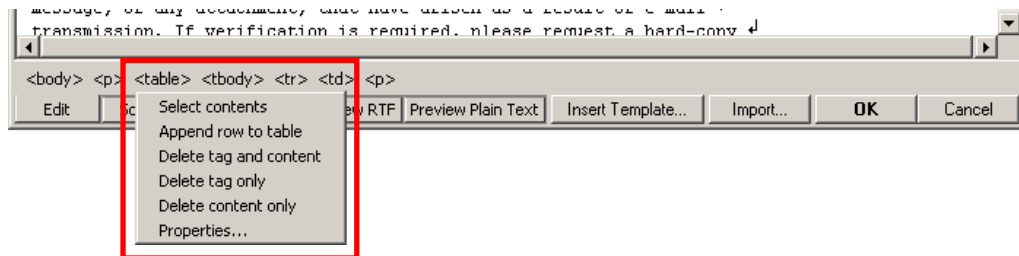 message, or any attachment, that have arisen as a result of e-mail
transmission. If verification is required, please request a hard-copy ↲
<body> <p> <table> <tbody> <tr> <td> <p>
Edit
Preview Plain Text
Insert Template...
Import...
OK
Cancel
Select contents
Append row to table
Delete tag and content
Delete tag only
Delete content only
Properties...